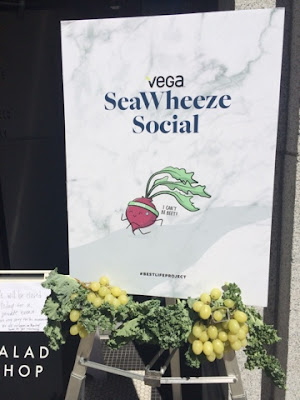 vega
SeaWheeze
Social
I CAN'T
BE BEET!
#BESTLIFEPROJECT
ALAD
HOP